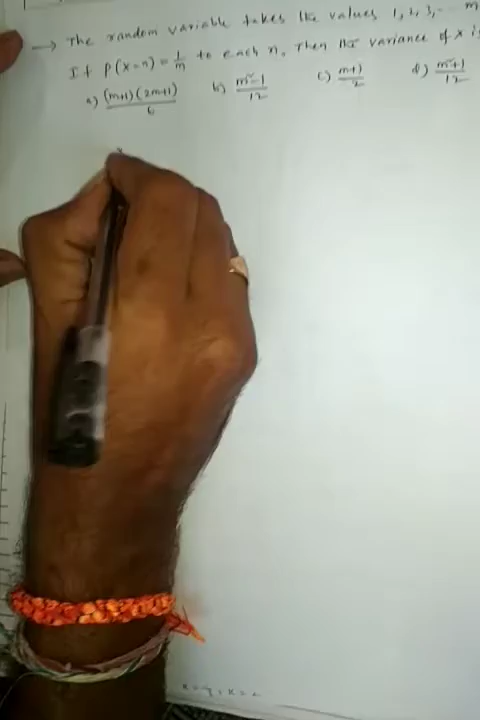 → The random variable takes the values 1, 2, 3, -- m
If P(x=n) = 1/m to each n. Then the variance of x is
a) (m+1)(2m+1)/6 b) m²-1/12 c) m+1/2 d) m²+1/12